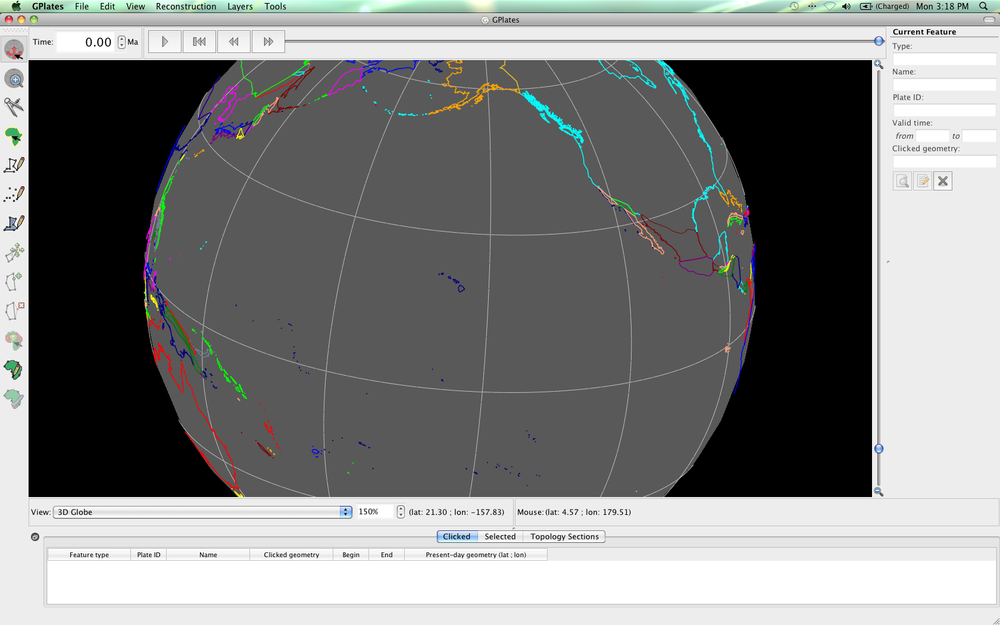 GPlates File Edit View Reconstruction Layers Tools (Charged) Mon 3:18 PM
GPlates
Time: 0.00 Ma
Current Feature
Type:
Name:
Plate ID:
Valid time:
from to
Clicked geometry:
View: 3D Globe 150% (lat: 21.30 ; lon: -157.83) Mouse: (lat: 4.57 ; lon: 179.51)
Clicked Selected Topology Sections
Feature type Plate ID Name Clicked geometry Begin End Present-day geometry (lat ; lon)